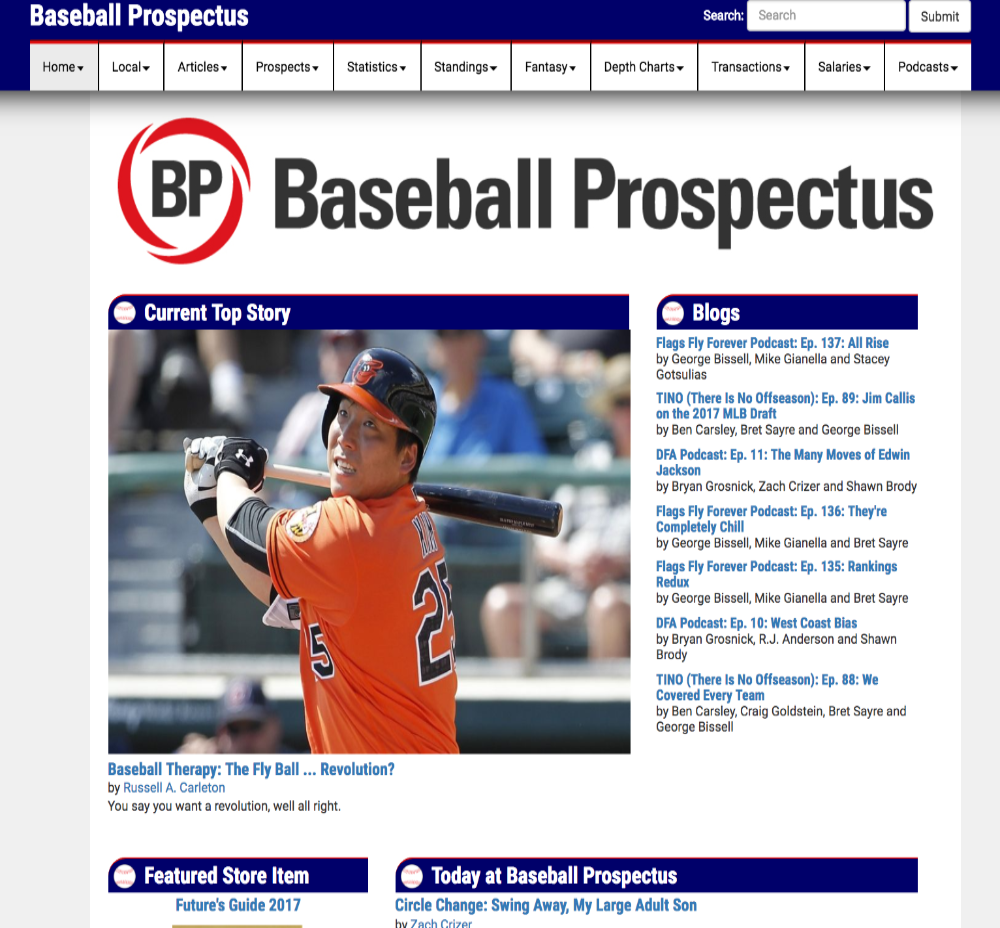 Baseball Prospectus
Search:
Search
Submit
Home
Local
Articles
Prospects
Statistics
Standings
Fantasy
Depth Charts
Transactions
Salaries
Podcasts
BP Baseball Prospectus
Current Top Story
25
5
Baseball Therapy: The Fly Ball ... Revolution?
by Russell A. Carleton
You say you want a revolution, well all right.
Blogs
Flags Fly Forever Podcast: Ep. 137: All Rise
by George Bissell, Mike Gianella and Stacey
Gotsulias
TINO (There Is No Offseason): Ep. 89: Jim Callis
on the 2017 MLB Draft
by Ben Carsley, Bret Sayre and George Bissell
DFA Podcast: Ep. 11: The Many Moves of Edwin
Jackson
by Bryan Grosnick, Zach Crizer and Shawn Brody
Flags Fly Forever Podcast: Ep. 136: They're
Completely Chill
by George Bissell, Mike Gianella and Bret Sayre
Flags Fly Forever Podcast: Ep. 135: Rankings
Redux
by George Bissell, Mike Gianella and Bret Sayre
DFA Podcast: Ep. 10: West Coast Bias
by Bryan Grosnick, R.J. Anderson and Shawn
Brody
TINO (There Is No Offseason): Ep. 88: We
Covered Every Team
by Ben Carsley, Craig Goldstein, Bret Sayre and
George Bissell
Featured Store Item
Future's Guide 2017
Today at Baseball Prospectus
Circle Change: Swing Away, My Large Adult Son
by Zach Crizer